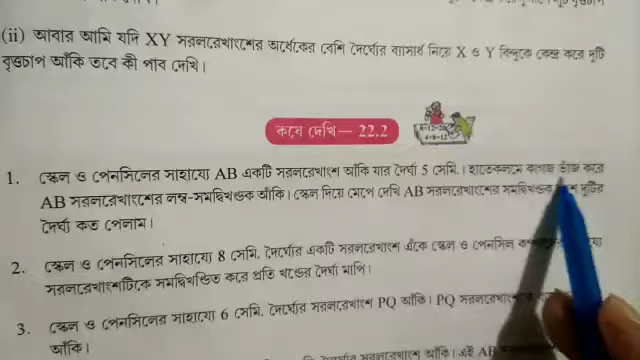 (ii) আবার আমি যদি XY সরলরেখাংশের অর্ধেকের বেশি দৈর্ঘ্যের ব্যাসার্ধ নিয়ে X ও Y বিন্দুকে কেন্দ্র করে দুটি
বৃত্তচাপ আঁকি তবে কী পাব দেখি।
কষে দেখি— 22.2
1. স্কেল ও পেনসিলের সাহায্যে AB একটি সরলরেখাংশ আঁকি যার দৈর্ঘ্য 5 সেমি.। হাতেকলমে কাগজ ভাঁজ করে
AB সরলরেখাংশের লম্ব-সমদ্বিখণ্ডক আঁকি। স্কেল দিয়ে মেপে দেখি AB সরলরেখাংশের সমদ্বিখণ্ডক দুটির
দৈর্ঘ্য কত পেলাম।
2. স্কেল ও পেনসিলের সাহায্যে 8 সেমি. দৈর্ঘ্যের একটি সরলরেখাংশ এঁকে স্কেল ও পেনসিল
সরলরেখাংশটিকে সমদ্বিখণ্ডিত করে প্রতি খণ্ডের দৈর্ঘ্য মাপি।
3. স্কেল ও পেনসিলের সাহায্যে 6 সেমি. দৈর্ঘ্যের সরলরেখাংশ PQ আঁকি। PQ
আঁকি।
দৈর্ঘ্যের সরলরেখাংশ আঁকি। এই AB